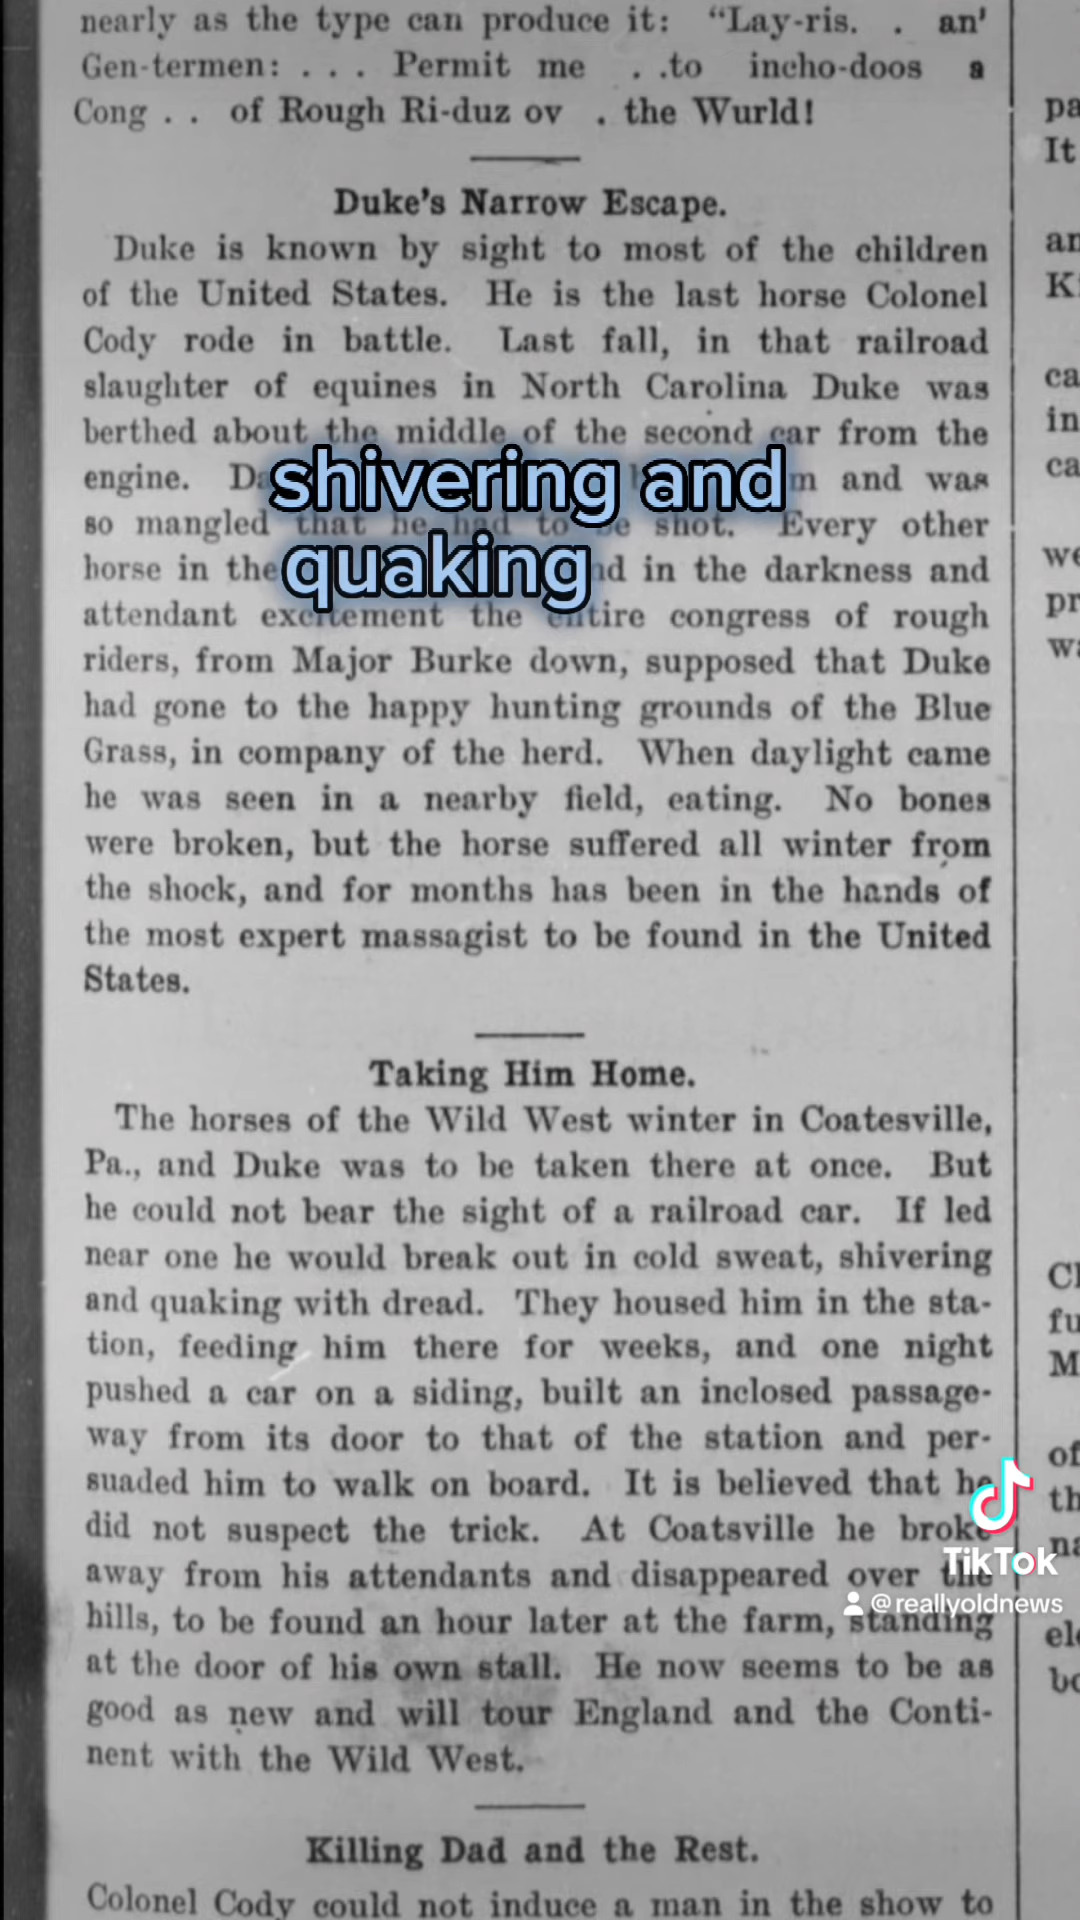 nearly as the type can produce it: "Lay-ris. . an'
Gen-termen: . . . Permit me . .to incho-doos a
Cong . . of Rough Ri-duz ov . the Wurld!
Duke's Narrow Escape.
Duke is known by sight to most of the children
of the United States. He is the last horse Colonel
Cody rode in battle. Last fall, in that railroad
slaughter of equines in North Carolina Duke was
berthed about the middle of the second car from the
engine. and was
so mangled that he had to be shot. Every other
horse in the in the darkness and
attendant excitement the entire congress of rough
riders, from Major Burke down, supposed that Duke
had gone to the happy hunting grounds of the Blue
Grass, in company of the herd. When daylight came
he was seen in a nearby field, eating. No bones
were broken, but the horse suffered all winter from
the shock, and for months has been in the hands of
the most expert massagist to be found in the United
States.
shivering and
quaking
Taking Him Home.
The horses of the Wild West winter in Coatesville,
Pa., and Duke was to be taken there at once. But
he could not bear the sight of a railroad car. If led
near one he would break out in cold sweat, shivering
and quaking with dread. They housed him in the sta-
tion, feeding him there for weeks, and one night
pushed a car on a siding, built an inclosed passage-
way from its door to that of the station and per-
suaded him to walk on board. It is believed that he
did not suspect the trick. At Coatsville he broke
away from his attendants and disappeared over the
hills, to be found an hour later at the farm, standing
at the door of his own stall. He now seems to be as
good as new and will tour England and the Conti-
nent with the Wild West.
Killing Dad and the Rest.
Colonel Cody could not induce a man in the show to
It
TikTok
@reallyoldnews